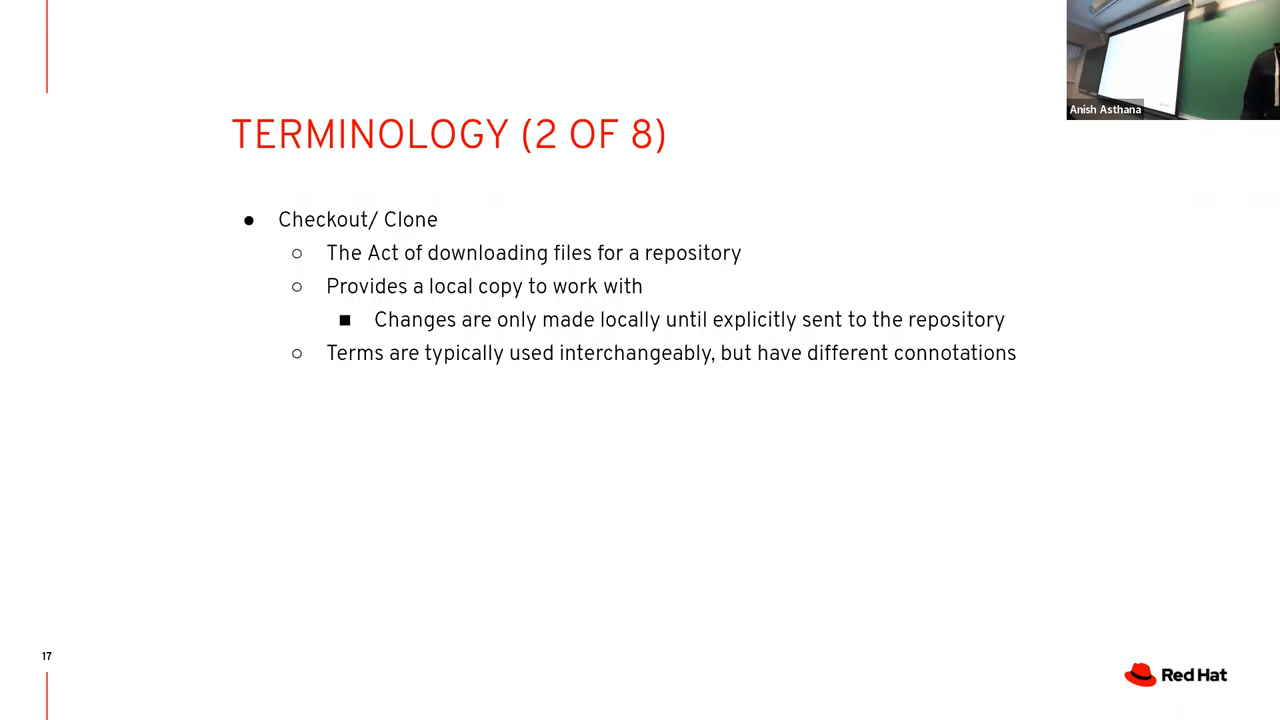 Anish Asthana
TERMINOLOGY (2 OF 8)
● Checkout/ Clone
○ The Act of downloading files for a repository
○ Provides a local copy to work with
■ Changes are only made locally until explicitly sent to the repository
○ Terms are typically used interchangeably, but have different connotations
17
Red Hat